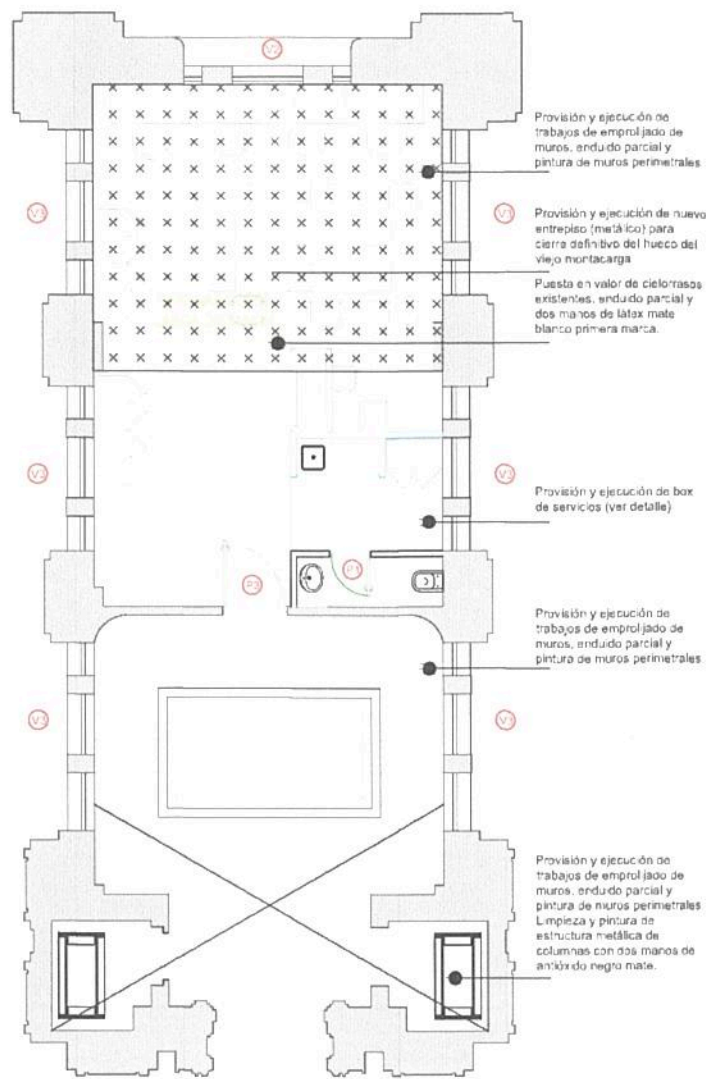 V2
Provisión y ejecución de
trabajos de emprolijado de
muros, enduido parcial y
pintura de muros perimetrales
V3
Provisión y ejecución de nuevo
entrepiso (metálico) para
cierre definitivo del hueco del
viejo montacarga
Puesta en valor de cielorrasos
existentes, enduido parcial y
dos manos de látex mate
blanco primera marca.
V3
V3
Provisión y ejecución de box
de servicios (ver detalle)
P1
Provisión y ejecución de
trabajos de emprolijado de
muros, enduido parcial y
pintura de muros perimetrales
V3
Provisión y ejecución de
trabajos de emprolijado de
muros, enduido parcial y
pintura de muros perimetrales
Limpieza y pintura de
estructura metálica de
columnas con dos manos de
antióxido negro mate.